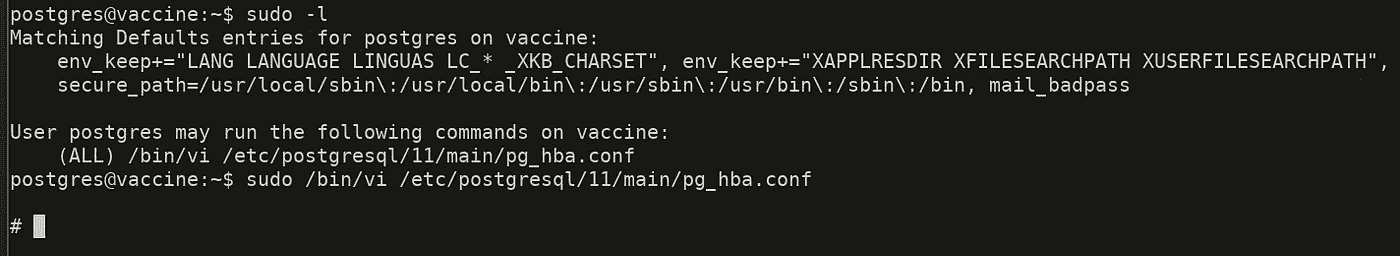 postgres@vaccine:~$ sudo -l
Matching Defaults entries for postgres on vaccine:
    env_keep+="LANG LANGUAGE LINGUAS LC_* _XKB_CHARSET", env_keep+="XAPPLRESDIR XFILESEARCHPATH XUSERFILESEARCHPATH",
    secure_path=/usr/local/sbin\:/usr/local/bin\:/usr/sbin\:/usr/bin\:/sbin\:/bin, mail_badpass

User postgres may run the following commands on vaccine:
    (ALL) /bin/vi /etc/postgresql/11/main/pg_hba.conf
postgres@vaccine:~$ sudo /bin/vi /etc/postgresql/11/main/pg_hba.conf

#